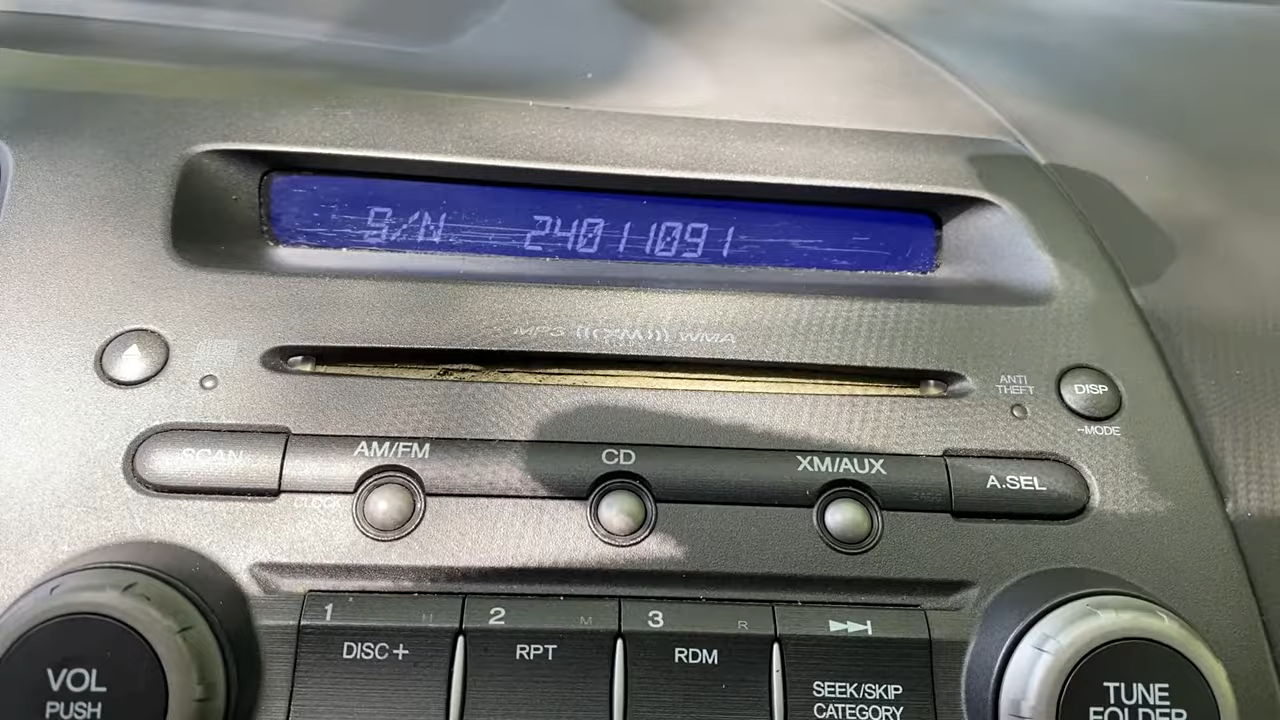 S/N 24011091
MP3 ((XM)) WMA
ANTI
THEFT
DISP
-MODE
SCAN
AM/FM
CD
XM/AUX
A.SEL
CLOCK
1 H
2 M
3 R
DISC+
RPT
RDM
SEEK/SKIP
CATEGORY
VOL
PUSH
TUNE
FOLDER